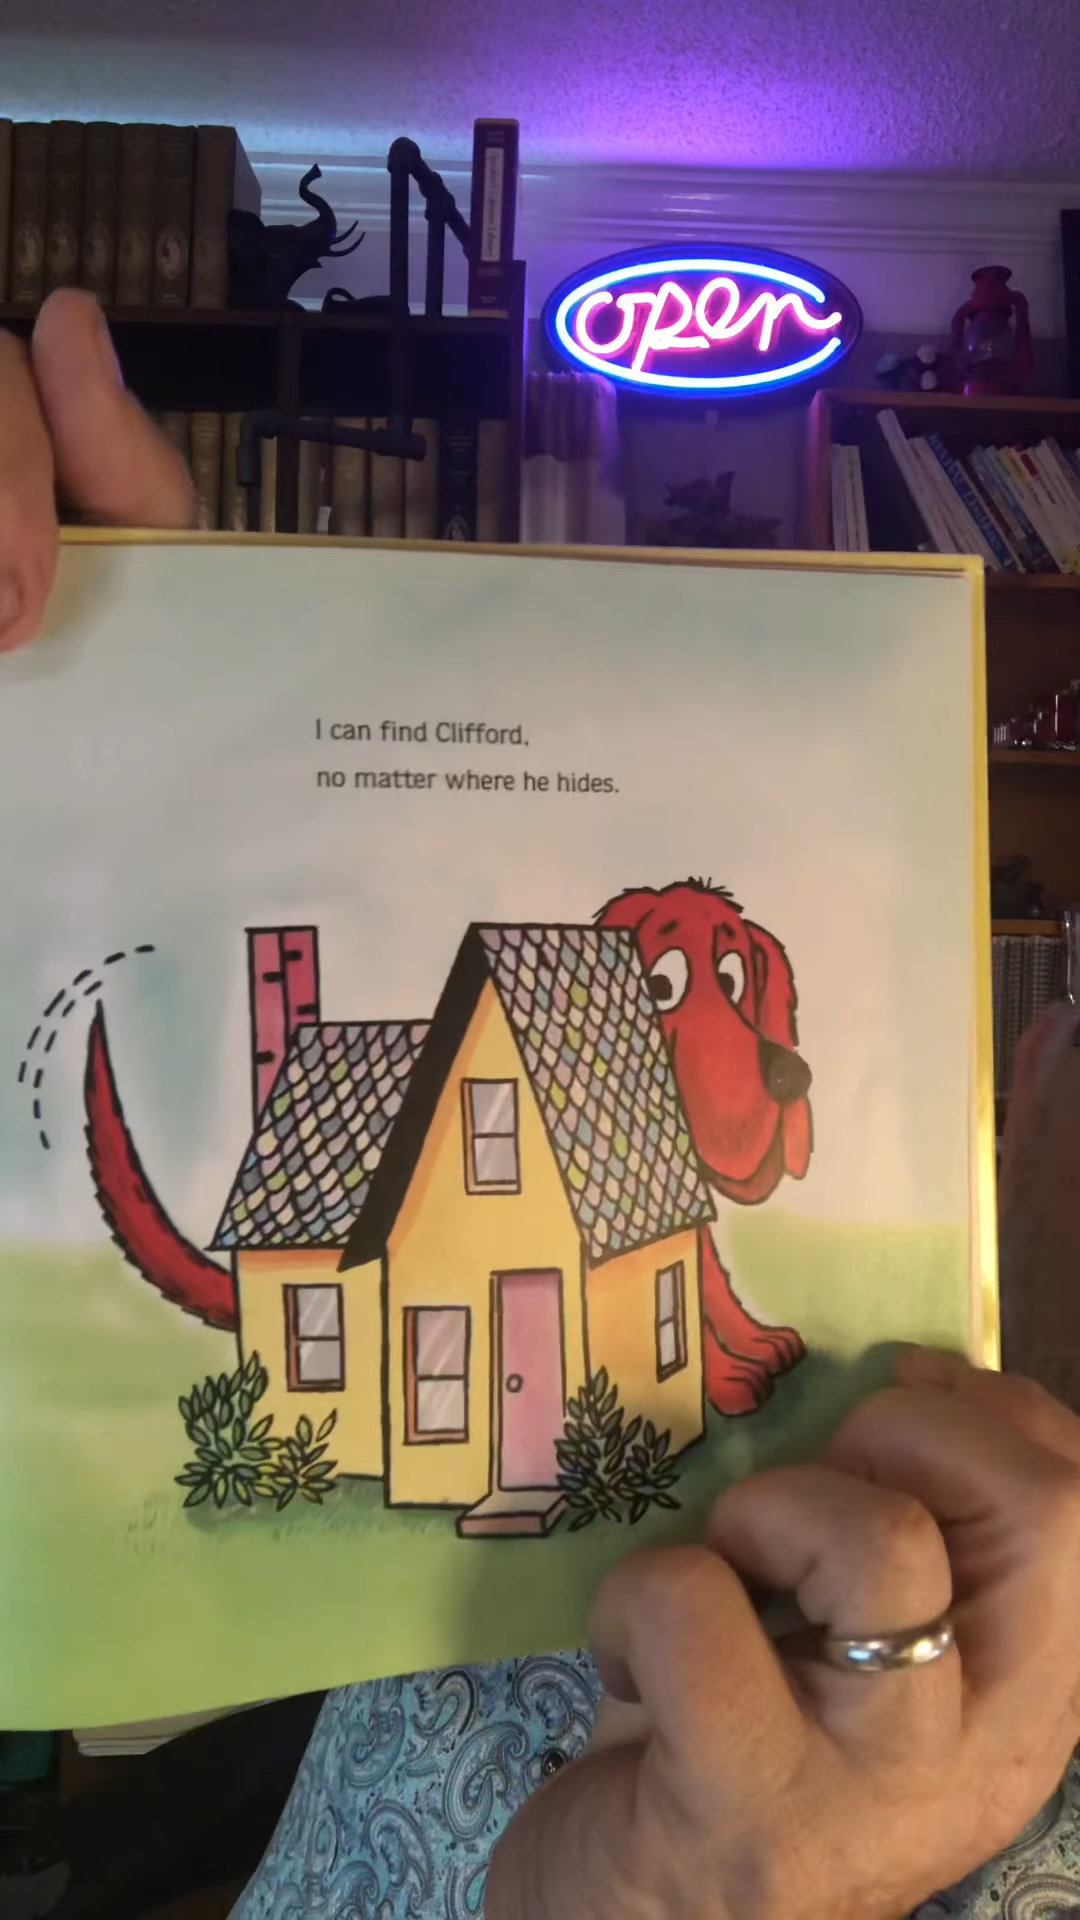 open
I can find Clifford,
no matter where he hides.